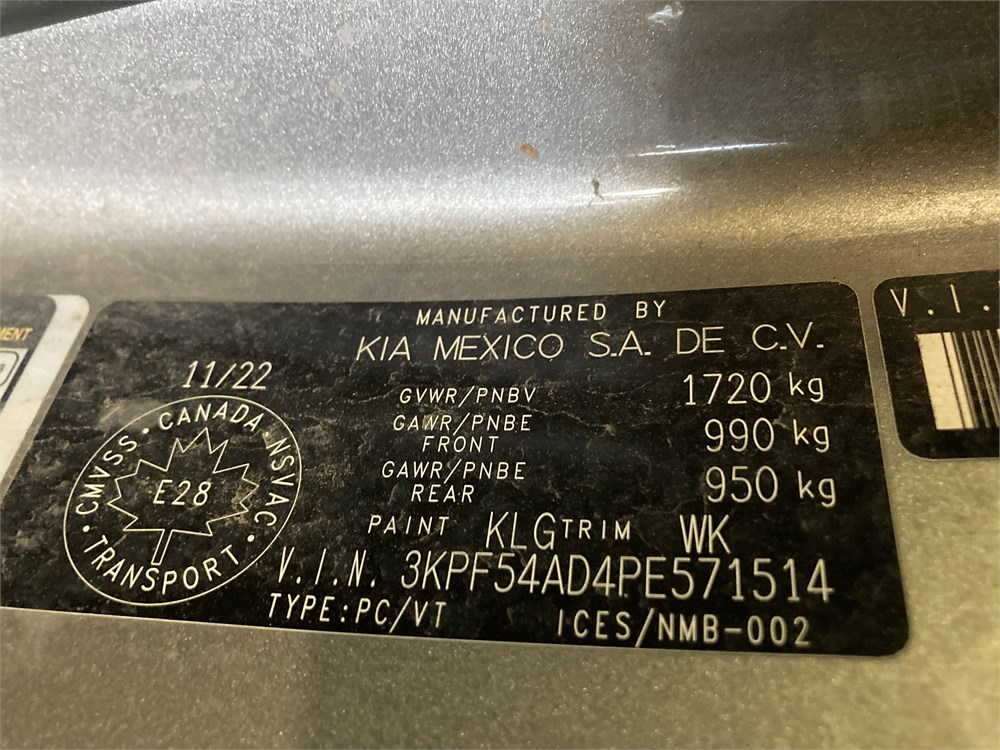 MANUFACTURED BY
KIA MEXICO S.A. DE C.V.
11/22
GVWR/PNBV 1720 kg
GAWR/PNBE FRONT 990 kg
GAWR/PNBE REAR 950 kg
PAINT KLG TRIM WK
V.I.N. 3KPF54AD4PE571514
TYPE:PC/VT ICES/NMB-002
CMVSS · CANADA · NSVAC · TRANSPORT ·
E28
V.I.